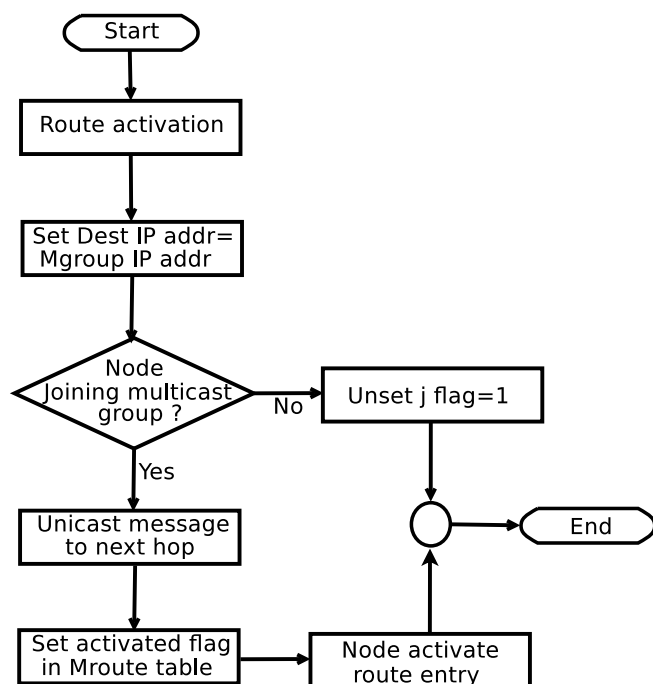 Start
Route activation
Set Dest IP addr=
Mgroup IP addr
Node
Joining multicast
group ?
No
Unset j flag=1
Yes
Unicast message
to next hop
End
Set activated flag
in Mroute table
Node activate
route entry